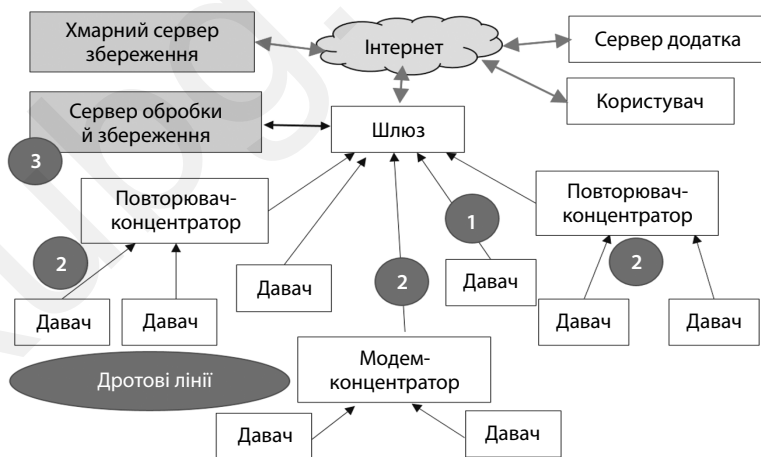 Хмарний сервер
збереження
Інтернет
Сервер додатка
Користувач
Сервер обробки
й збереження
Шлюз
3
Повторювач-
концентратор
1
Повторювач-
концентратор
2
2
2
Давач
Давач
Давач
Давач
Давач
Давач
Дротові лінії
Модем-
концентратор
Давач
Давач